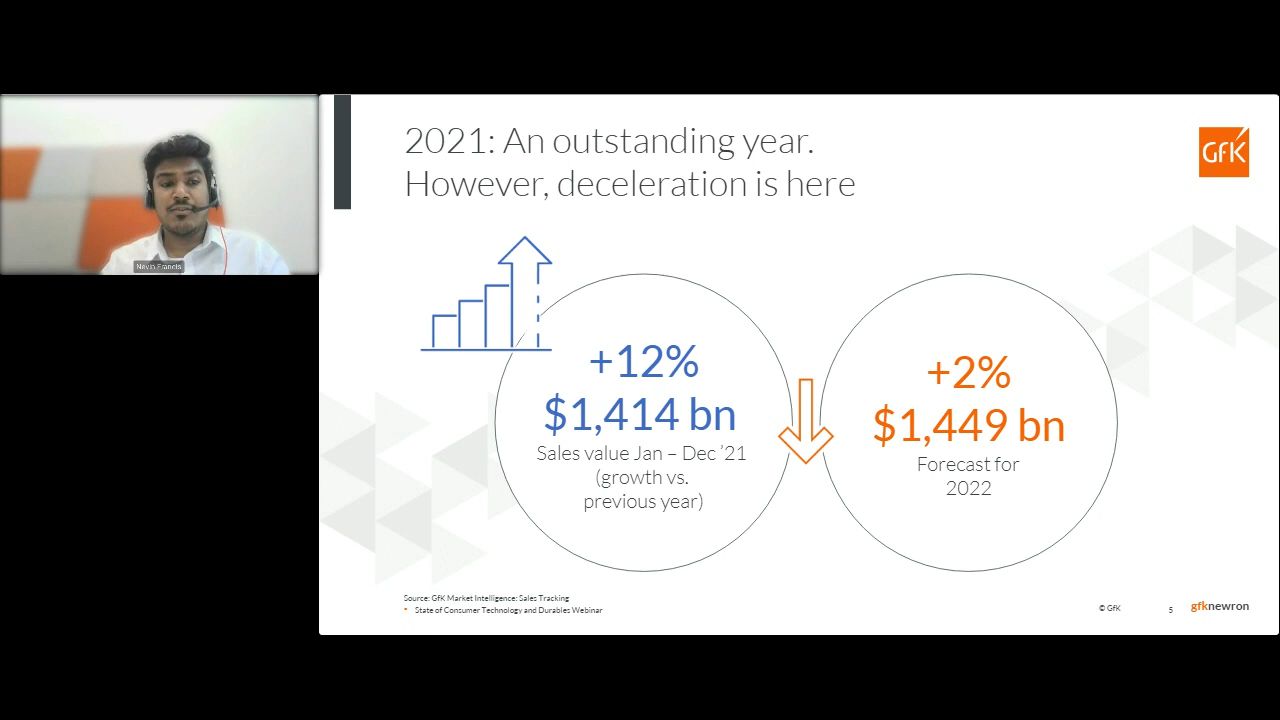 2021: An outstanding year.
However, deceleration is here
GfK
+12%
$1,414 bn
Sales value Jan – Dec ’21
(growth vs.
previous year)
+2%
$1,449 bn
Forecast for
2022
Nevin Francis
Source: GfK Market Intelligence: Sales Tracking
State of Consumer Technology and Durables Webinar
© GfK
5
gfknewron